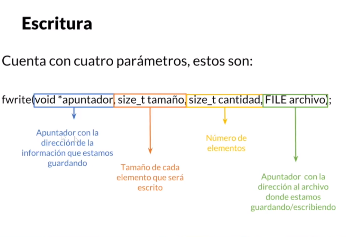 Escritura
Cuenta con cuatro parámetros, estos son:
fwrite(void *apuntador, size_t tamaño, size_t cantidad, FILE archivo);
Apuntador con la
dirección de la
información que estamos
guardando
Tamaño de cada
elemento que será
escrito
Número de
elementos
Apuntador con la
dirección al archivo
donde estamos
guardando/escribiendo